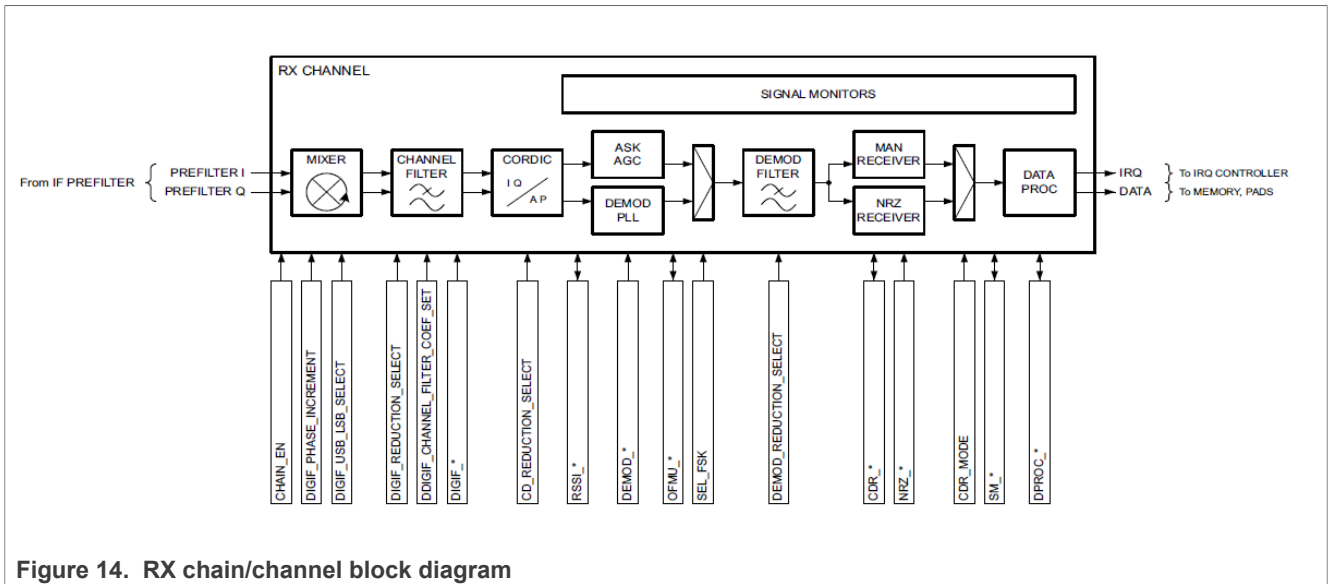 RX CHANNEL
SIGNAL MONITORS
From IF PREFILTER
PREFILTER I
PREFILTER Q
MIXER
CHANNEL
FILTER
CORDIC
I Q
A P
ASK
AGC
DEMOD
PLL
DEMOD
FILTER
MAN
RECEIVER
NRZ
RECEIVER
DATA
PROC
IRQ
To IRQ CONTROLLER
DATA
To MEMORY, PADS
CHAIN_EN
DIGIF_PHASE_INCREMENT
DIGIF_USB_LSB_SELECT
DIGIF_REDUCTION_SELECT
DDIGIF_CHANNEL_FILTER_COEF_SET
DIGIF_*
CD_REDUCTION_SELECT
RSSI_*
DEMOD_*
OFMU_*
SEL_FSK
DEMOD_REDUCTION_SELECT
CDR_*
NRZ_*
CDR_MODE
SM_*
DPROC_*
Figure 14. RX chain/channel block diagram